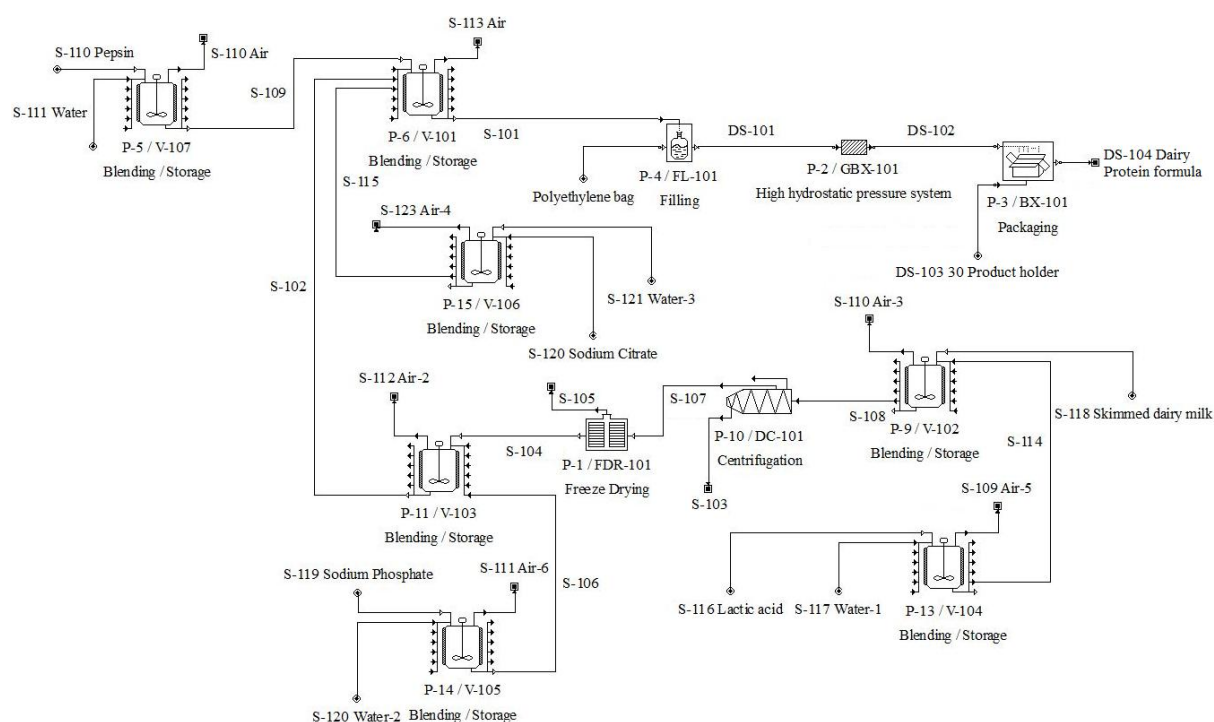 S-113 Air
S-110 Pepsin
S-110 Air
S-111 Water
S-109
P-5 / V-107
Blending / Storage
P-6 / V-101
Blending / Storage
S-101
DS-101
DS-102
S-115
P-4 / FL-101
Filling
Polyethylene bag
P-2 / GBX-101
High hydrostatic pressure system
P-3 / BX-101
Packaging
DS-104 Dairy
Protein formula
DS-103 30 Product holder
S-123 Air-4
S-102
P-15 / V-106
Blending / Storage
S-121 Water-3
S-120 Sodium Citrate
S-110 Air-3
S-112 Air-2
S-105
S-107
S-108
P-9 / V-102
Blending / Storage
S-118 Skimmed dairy milk
S-114
S-104
P-1 / FDR-101
Freeze Drying
P-10 / DC-101
Centrifugation
S-103
P-11 / V-103
Blending / Storage
S-109 Air-5
S-119 Sodium Phosphate
S-111 Air-6
S-106
S-116 Lactic acid
S-117 Water-1
P-13 / V-104
Blending / Storage
P-14 / V-105
Blending / Storage
S-120 Water-2